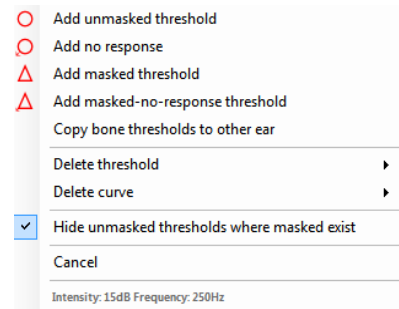 Add unmasked threshold
Add no response
Add masked threshold
Add masked-no-response threshold
Copy bone thresholds to other ear
Delete threshold
Delete curve
Hide unmasked thresholds where masked exist
Cancel
Intensity: 15dB Frequency: 250Hz